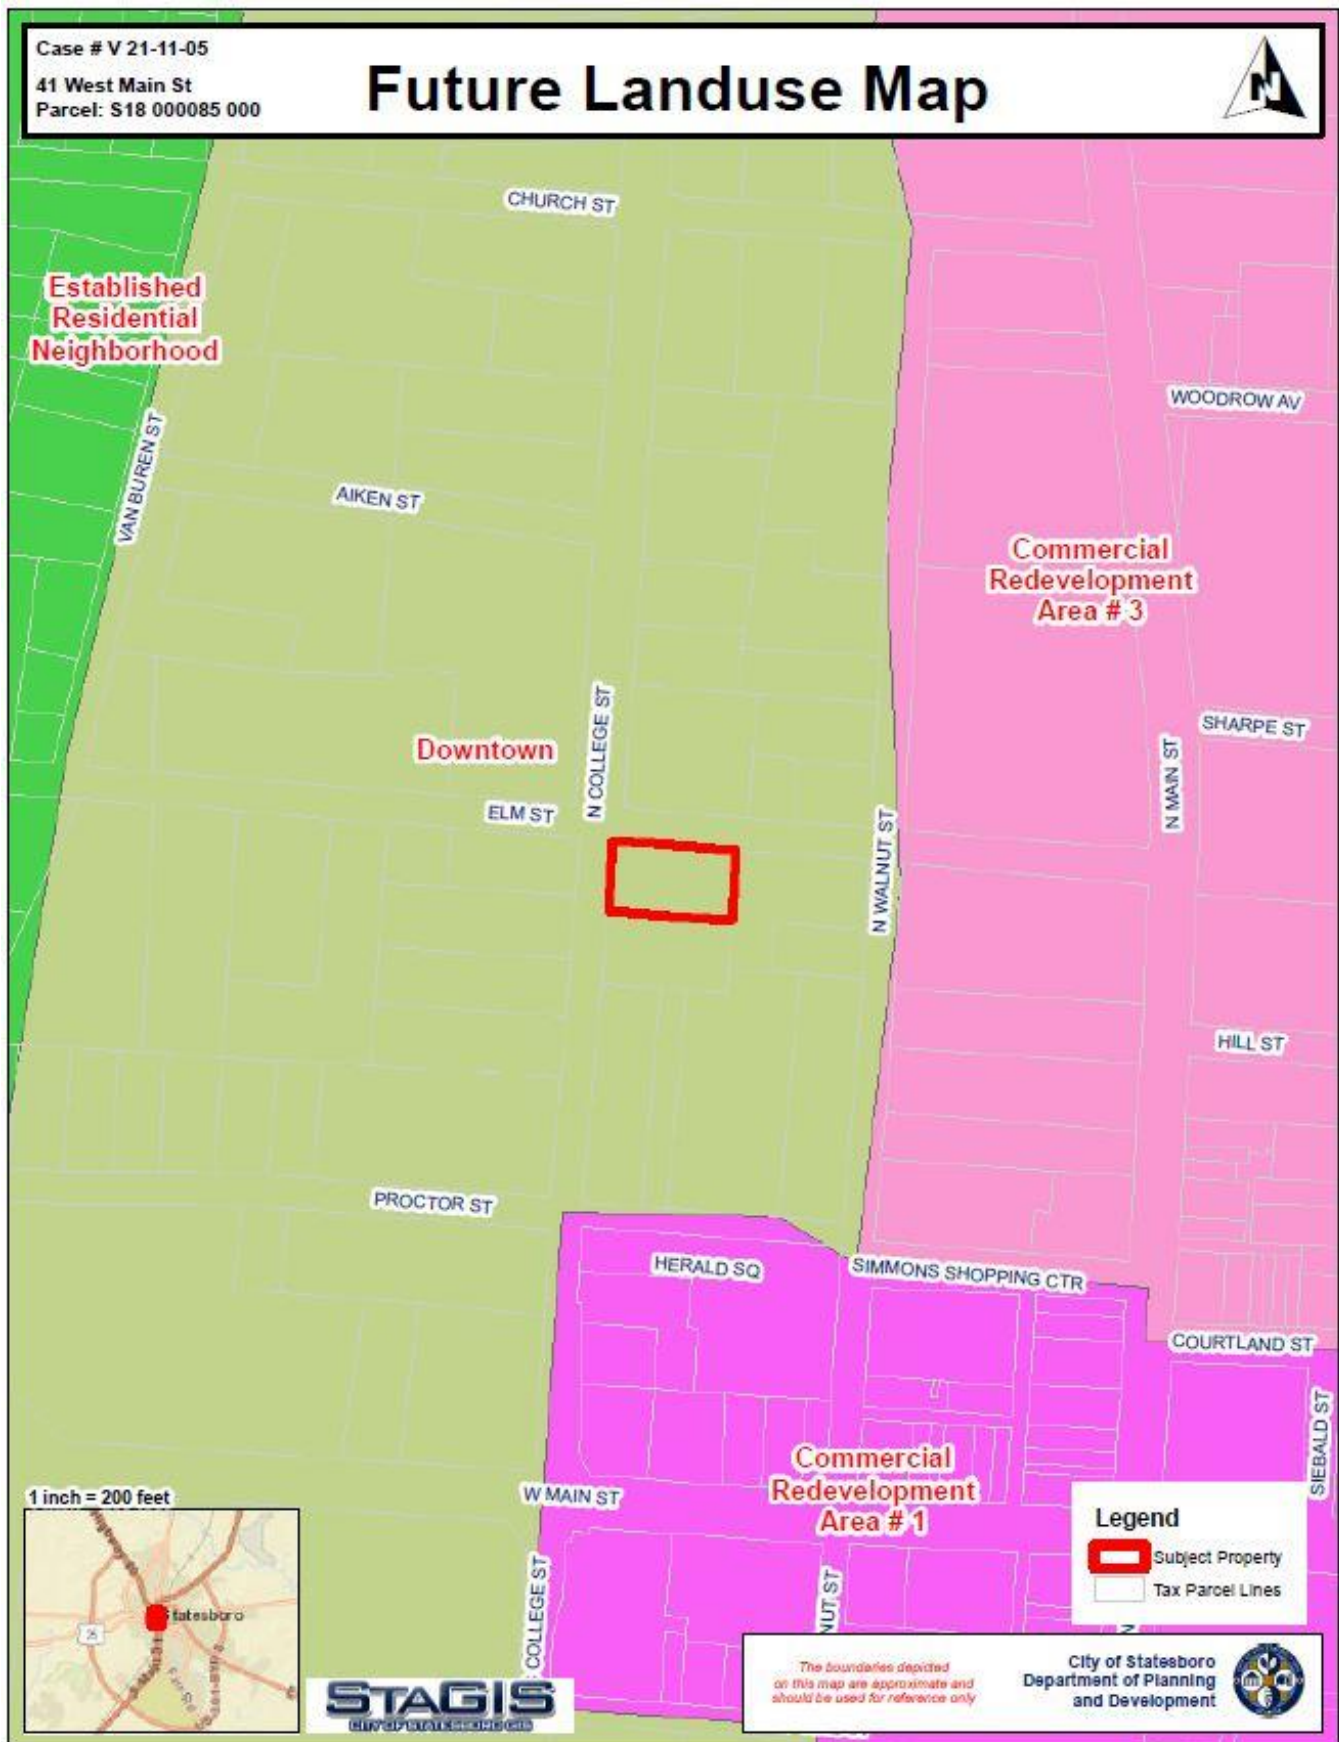 Case # V 21-11-05
41 West Main St
Parcel: S18 000085 000
Future Landuse Map
N
CHURCH ST
Established
Residential
Neighborhood
WOODROW AV
VAN BUREN ST
AIKEN ST
Commercial
Redevelopment
Area # 3
N COLLEGE ST
SHARPE ST
Downtown
N MAIN ST
ELM ST
N WALNUT ST
HILL ST
PROCTOR ST
HERALD SQ
SIMMONS SHOPPING CTR
COURTLAND ST
SIEBALD ST
Commercial
Redevelopment
Area # 1
W MAIN ST
1 inch = 200 feet
Legend
Subject Property
Tax Parcel Lines
COLLEGE ST
NUT ST
N
Statesboro
26
STAGIS
CITY OF STATESBORO GIS
The boundaries depicted
on this map are approximate and
should be used for reference only
City of Statesboro
Department of Planning
and Development